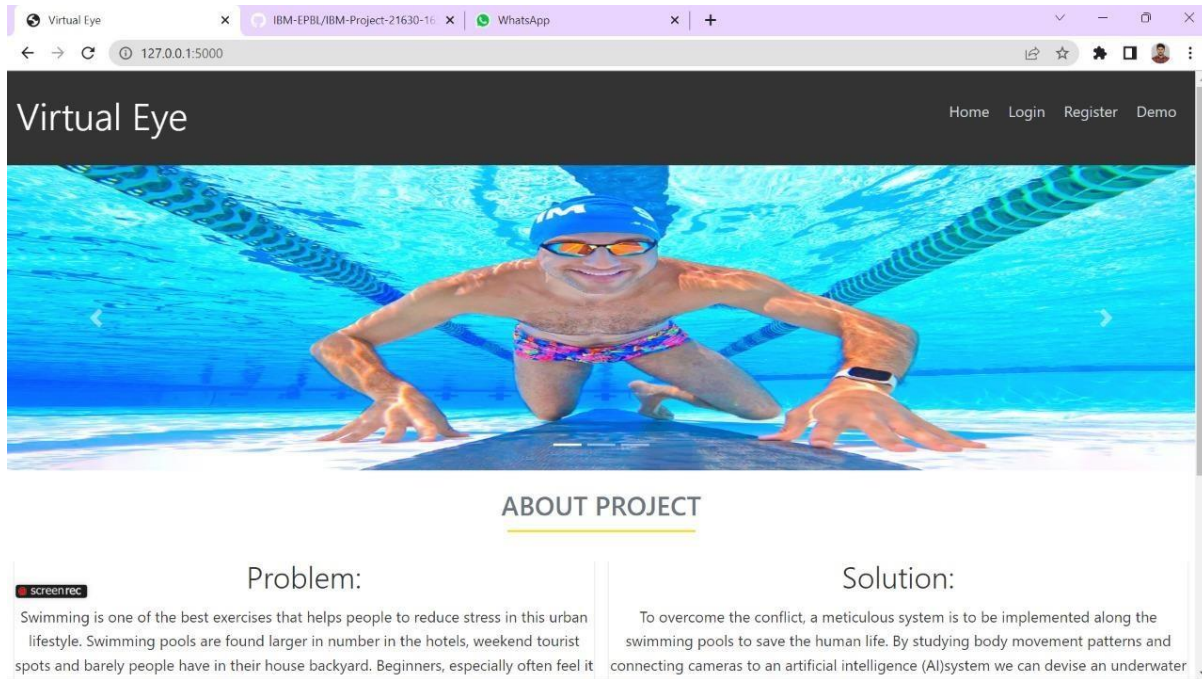 Virtual Eye
IBM-EPBL/IBM-Project-21630-16
WhatsApp
127.0.0.1:5000
Virtual Eye
Home Login Register Demo
ABOUT PROJECT
Problem:
screenrec
Swimming is one of the best exercises that helps people to reduce stress in this urban
lifestyle. Swimming pools are found larger in number in the hotels, weekend tourist
spots and barely people have in their house backyard. Beginners, especially often feel it
Solution:
To overcome the conflict, a meticulous system is to be implemented along the
swimming pools to save the human life. By studying body movement patterns and
connecting cameras to an artificial intelligence (AI)system we can devise an underwater